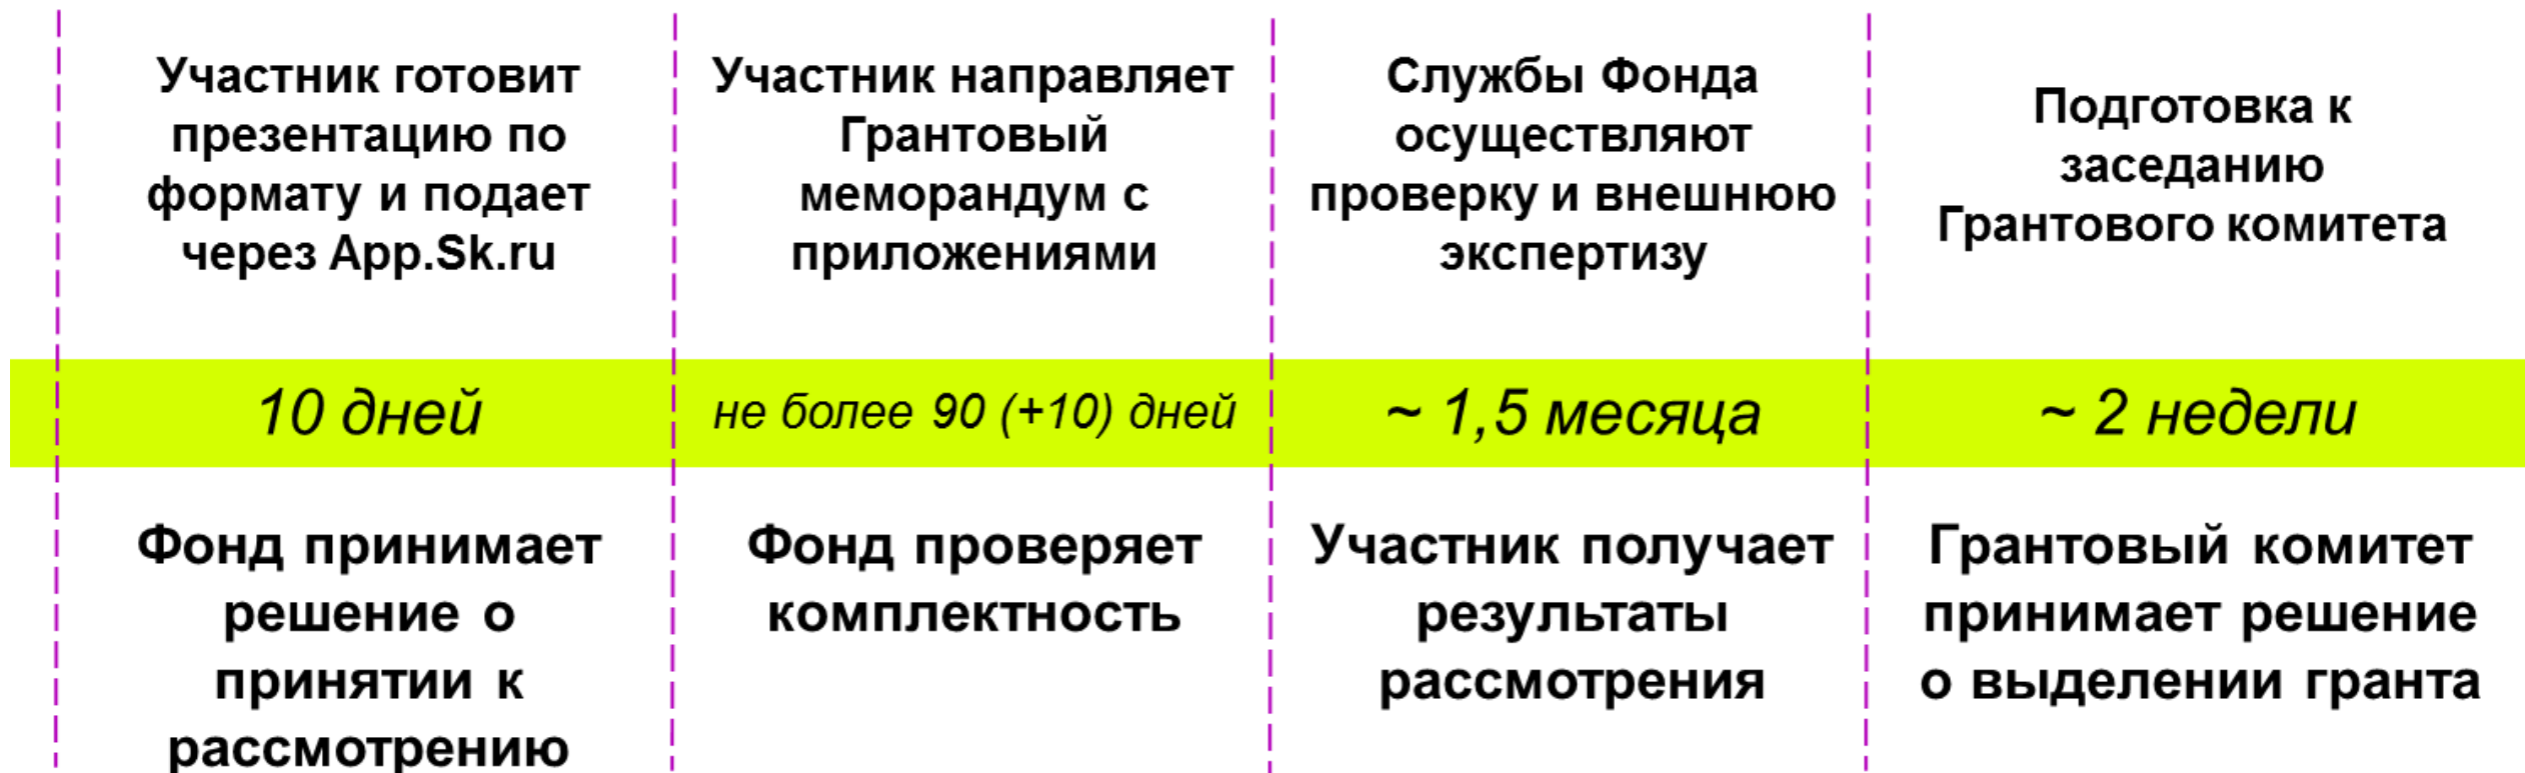 Участник готовит
презентацию по
формату и подает
через App.Sk.ru
Участник направляет
Грантовый
меморандум с
приложениями
Службы Фонда
осуществляют
проверку и внешнюю
экспертизу
Подготовка к
заседанию
Грантового комитета
10 дней
не более 90 (+10) дней
~ 1,5 месяца
~ 2 недели
Фонд принимает
решение о
принятии к
рассмотрению
Фонд проверяет
комплектность
Участник получает
результаты
рассмотрения
Грантовый комитет
принимает решение
о выделении гранта